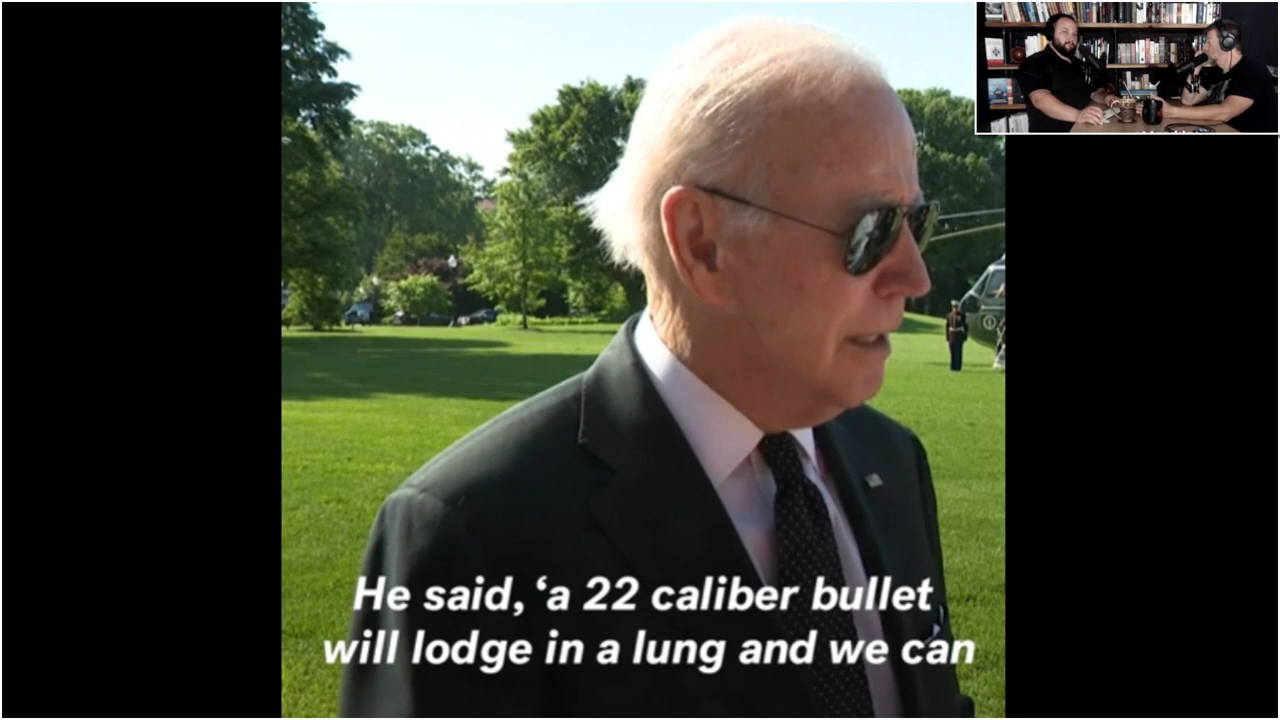 He said, ‘a 22 caliber bullet
will lodge in a lung and we can